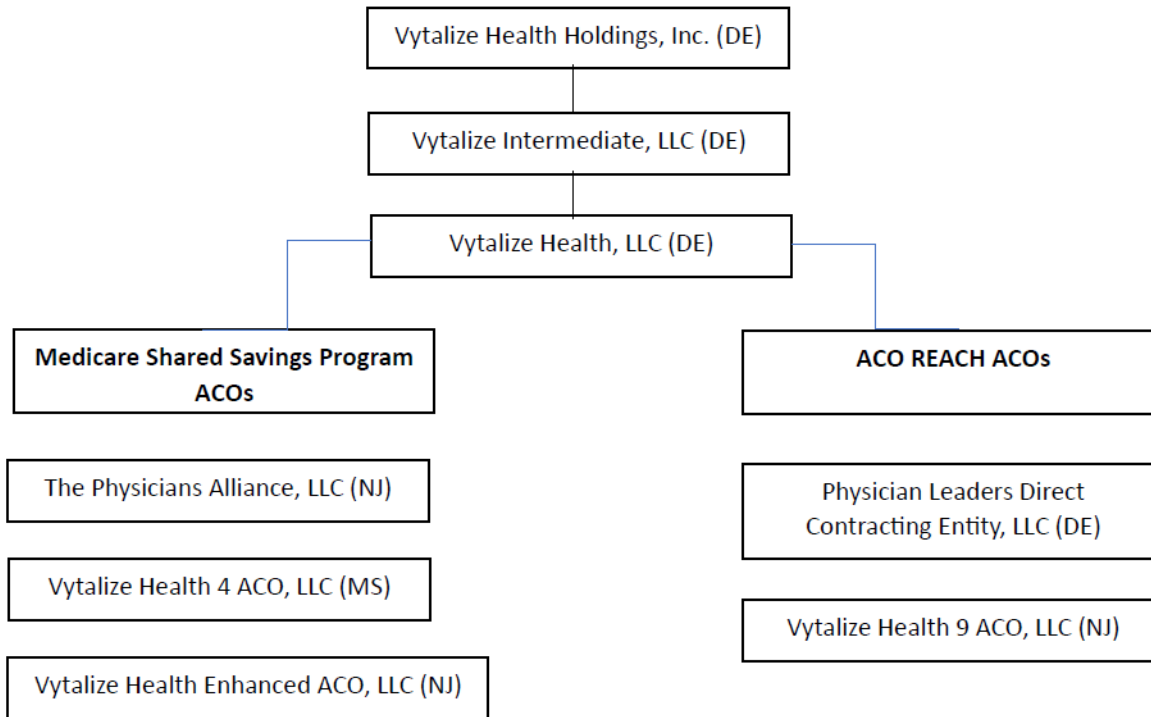 Vytalize Health Holdings, Inc. (DE)
Vytalize Intermediate, LLC (DE)
Vytalize Health, LLC (DE)
Medicare Shared Savings Program
ACOs
The Physicians Alliance, LLC (NJ)
Vytalize Health 4 ACO, LLC (MS)
Vytalize Health Enhanced ACO, LLC (NJ)
ACO REACH ACOs
Physician Leaders Direct
Contracting Entity, LLC (DE)
Vytalize Health 9 ACO, LLC (NJ)